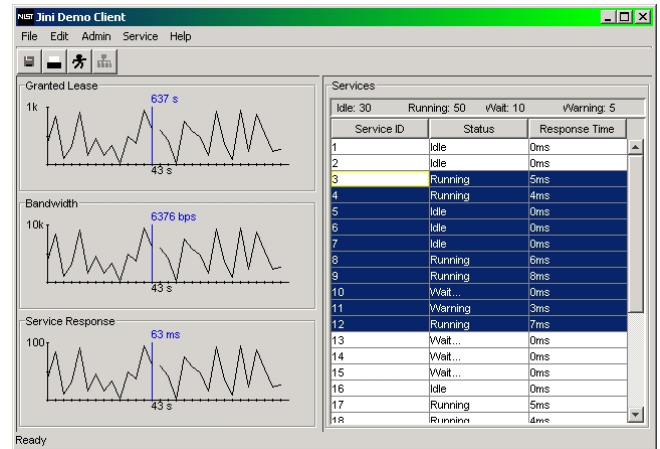 NIST Jini Demo Client
File Edit Admin Service Help
Granted Lease
637 s
1k
43 s
Bandwidth
6376 bps
10k
43 s
Service Response
63 ms
100
43 s
Services
Idle: 30 Running: 50 Wait: 10 Warning: 5
Service ID Status Response Time
1 Idle 0ms
2 Idle 0ms
3 Running 5ms
4 Running 4ms
5 Idle 0ms
6 Idle 0ms
7 Idle 0ms
8 Running 6ms
9 Running 8ms
10 Wait... 0ms
11 Warning 3ms
12 Running 7ms
13 Wait... 0ms
14 Wait... 0ms
15 Wait... 0ms
16 Idle 0ms
17 Running 5ms
18 Running 4ms
Ready